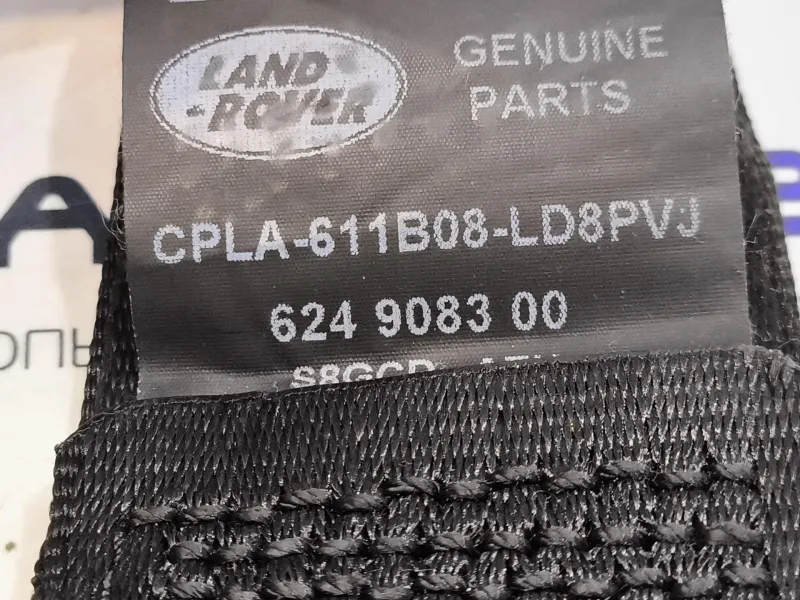 LAND
-ROVER
GENUINE
PARTS
CPLA-611B08-LD8PVJ
624 9083 00